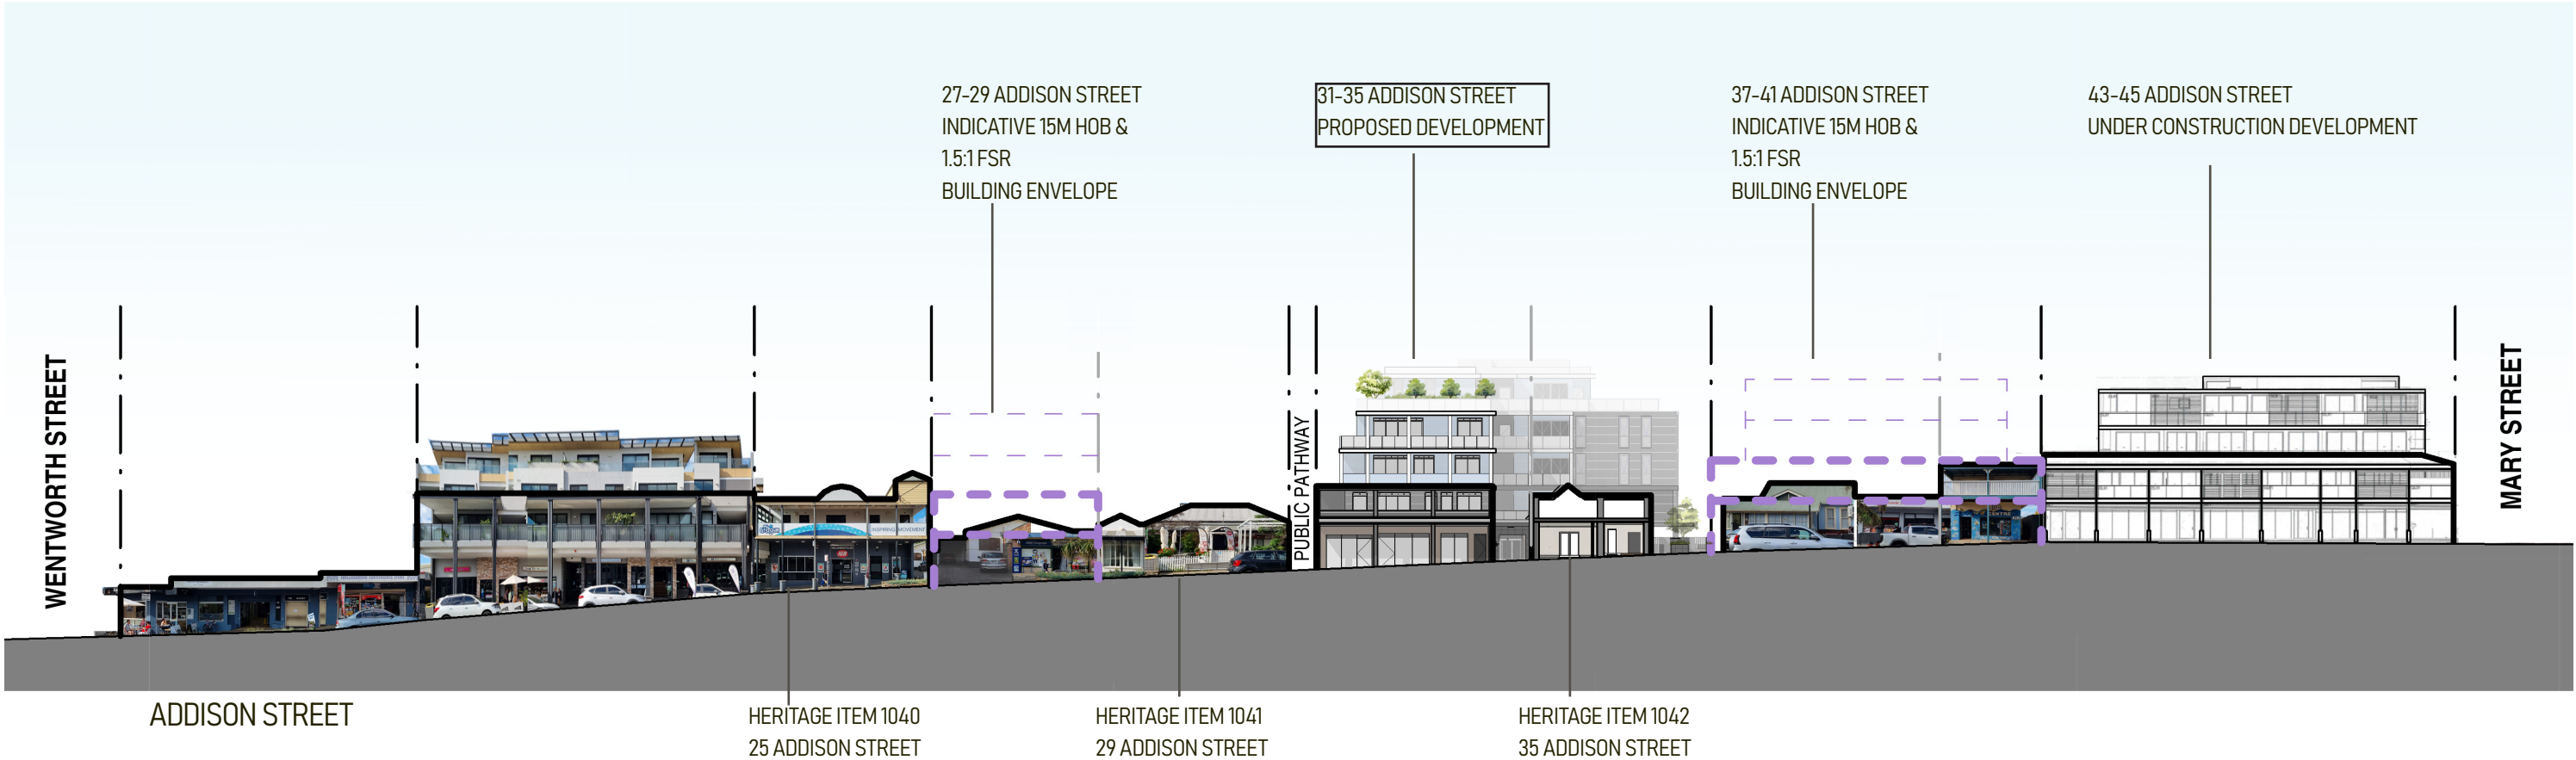 27-29 ADDISON STREET
INDICATIVE 15M HOB &
1.5:1 FSR
BUILDING ENVELOPE
31-35 ADDISON STREET
PROPOSED DEVELOPMENT
37-41 ADDISON STREET
INDICATIVE 15M HOB &
1.5:1 FSR
BUILDING ENVELOPE
43-45 ADDISON STREET
UNDER CONSTRUCTION DEVELOPMENT
WENTWORTH STREET
PUBLIC PATHWAY
MARY STREET
INSPIRING MOVEMENT
IGA
ADDISON STREET
HERITAGE ITEM 1040
25 ADDISON STREET
HERITAGE ITEM 1041
29 ADDISON STREET
HERITAGE ITEM 1042
35 ADDISON STREET